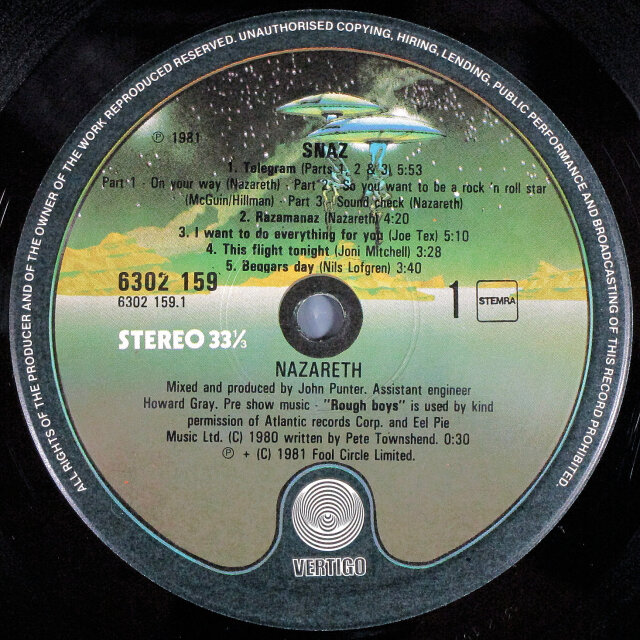 ALL RIGHTS OF THE PRODUCER AND OF THE OWNER OF THE WORK REPRODUCED RESERVED. UNAUTHORISED COPYING, HIRING, LENDING, PUBLIC PERFORMANCE AND BROADCASTING OF THIS RECORD PROHIBITED.
℗ 1981
SNAZ
1. Telegram (Parts 1, 2 & 3) 5:53
Part 1 · On your way (Nazareth) · Part 2 · So you want to be a rock 'n roll star
(McGuin/Hillman) · Part 3 · Sound check (Nazareth)
2. Razamanaz (Nazareth) 4:20
3. I want to do everything for you (Joe Tex) 5:10
4. This flight tonight (Joni Mitchell) 3:28
5. Beggars day (Nils Lofgren) 3:40
6302 159
6302 159.1
1
STEMRA
STEREO 33⅓
NAZARETH
Mixed and produced by John Punter. Assistant engineer
Howard Gray. Pre show music - "Rough boys" is used by kind
permission of Atlantic records Corp. and Eel Pie
Music Ltd. (C) 1980 written by Pete Townshend. 0:30
℗ + (C) 1981 Fool Circle Limited.
VERTIGO